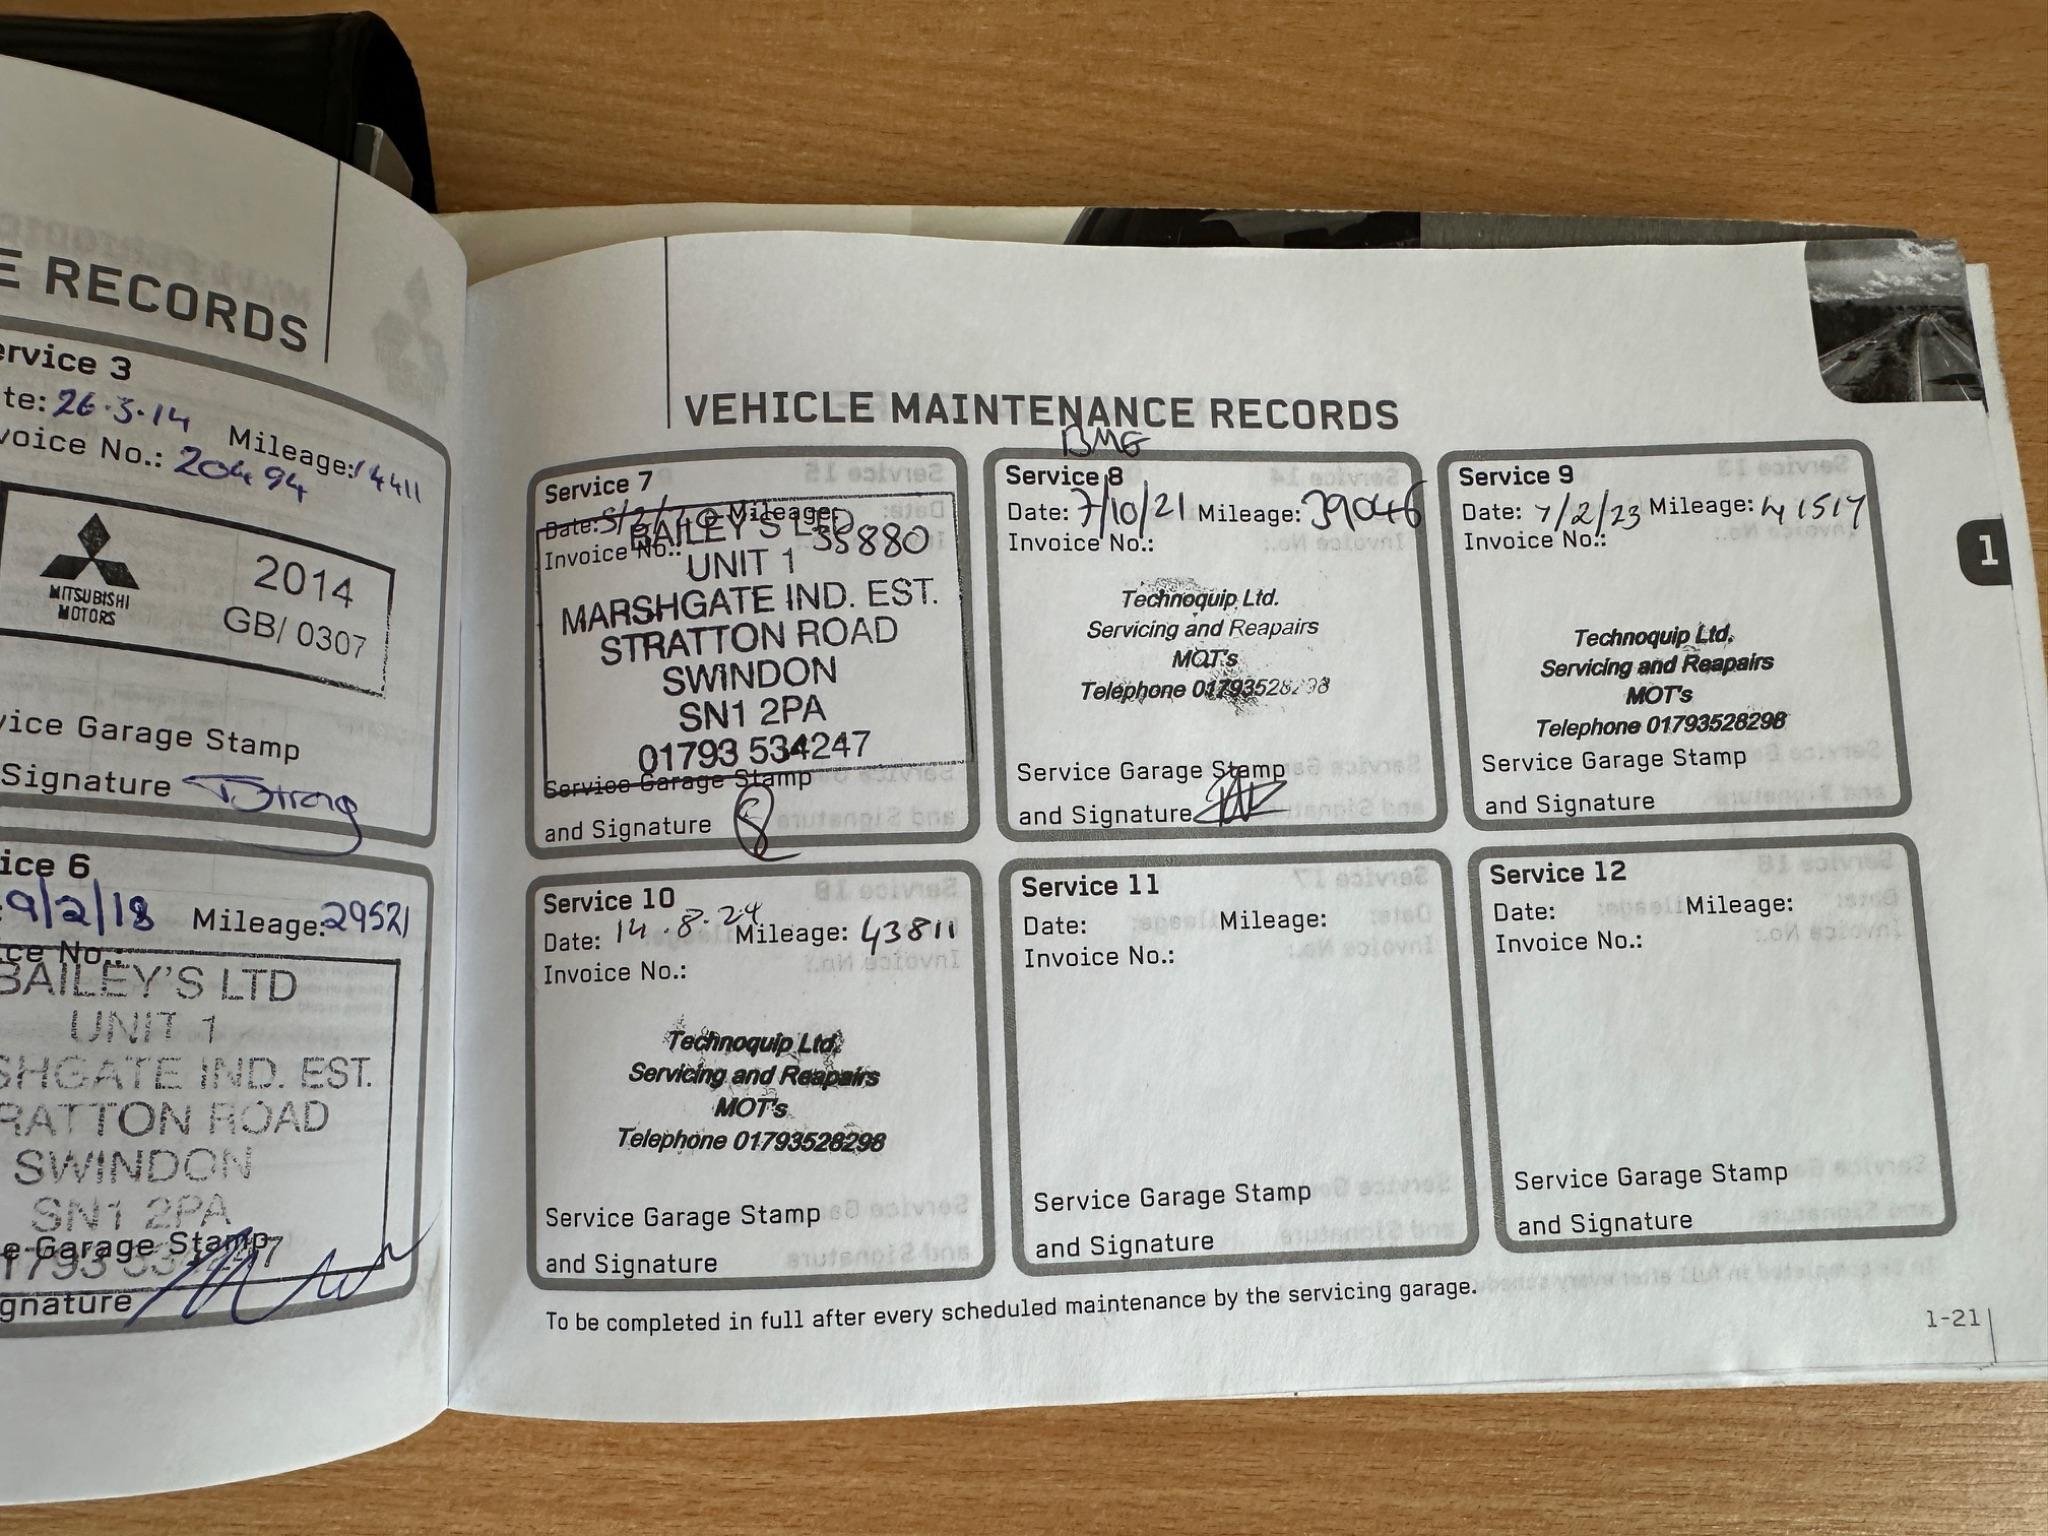 E RECORDS
ervice 3
te: 26.3.14 Mileage: 14411
voice No.: 20494
MITSUBISHI
MOTORS
2014
GB/ 0307
vice Garage Stamp
Signature
ice 6
9/2/18 Mileage: 29521
ce No.:
BAILEY'S LTD
UNIT 1
SHGATE IND. EST.
RATTON ROAD
SWINDON
SN1 2PA
e Garage Stamp
ignature
VEHICLE MAINTENANCE RECORDS
BMG
Service 7
Date: Mileage:
35880
Invoice No.:
BAILEY'S LTD
UNIT 1
MARSHGATE IND. EST.
STRATTON ROAD
SWINDON
SN1 2PA
01793 534247
Service Garage Stamp
and Signature
Service 8
Date: 7/10/21 Mileage: 39046
Invoice No.:
Technoquip Ltd.
Servicing and Reapairs
MOT's
Telephone 01793528298
Service Garage Stamp
and Signature
Service 9
Date: 7/2/23 Mileage: 41517
Invoice No.:
Technoquip Ltd.
Servicing and Reapairs
MOT's
Telephone 01793528298
Service Garage Stamp
and Signature
1
Service 10
Date: 14.8.24 Mileage: 43811
Invoice No.:
Technoquip Ltd.
Servicing and Reapairs
MOT's
Telephone 01793528298
Service Garage Stamp
and Signature
Service 11
Date: Mileage:
Invoice No.:
Service Garage Stamp
and Signature
Service 12
Date: Mileage:
Invoice No.:
Service Garage Stamp
and Signature
To be completed in full after every scheduled maintenance by the servicing garage.
1-21